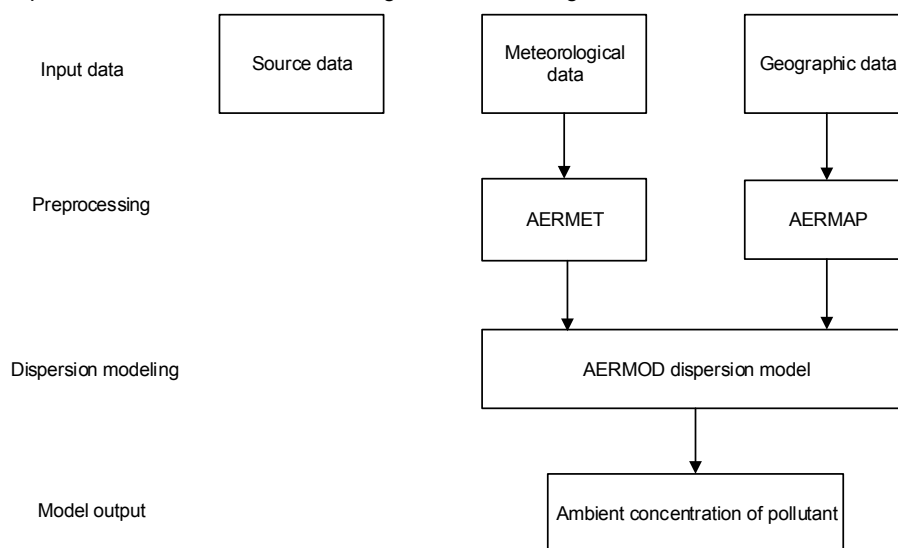 Input data
Source data
Meteorological
data
Geographic data
Preprocessing
AERMET
AERMAP
Dispersion modeling
AERMOD dispersion model
Model output
Ambient concentration of pollutant